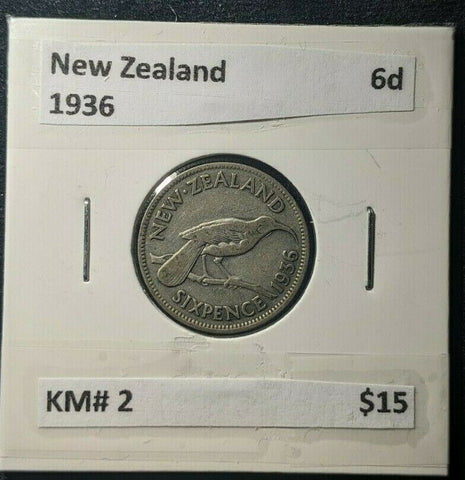 New Zealand 6d
1936
NEW·ZEALAND
SIXPENCE 1936
KM# 2 $15